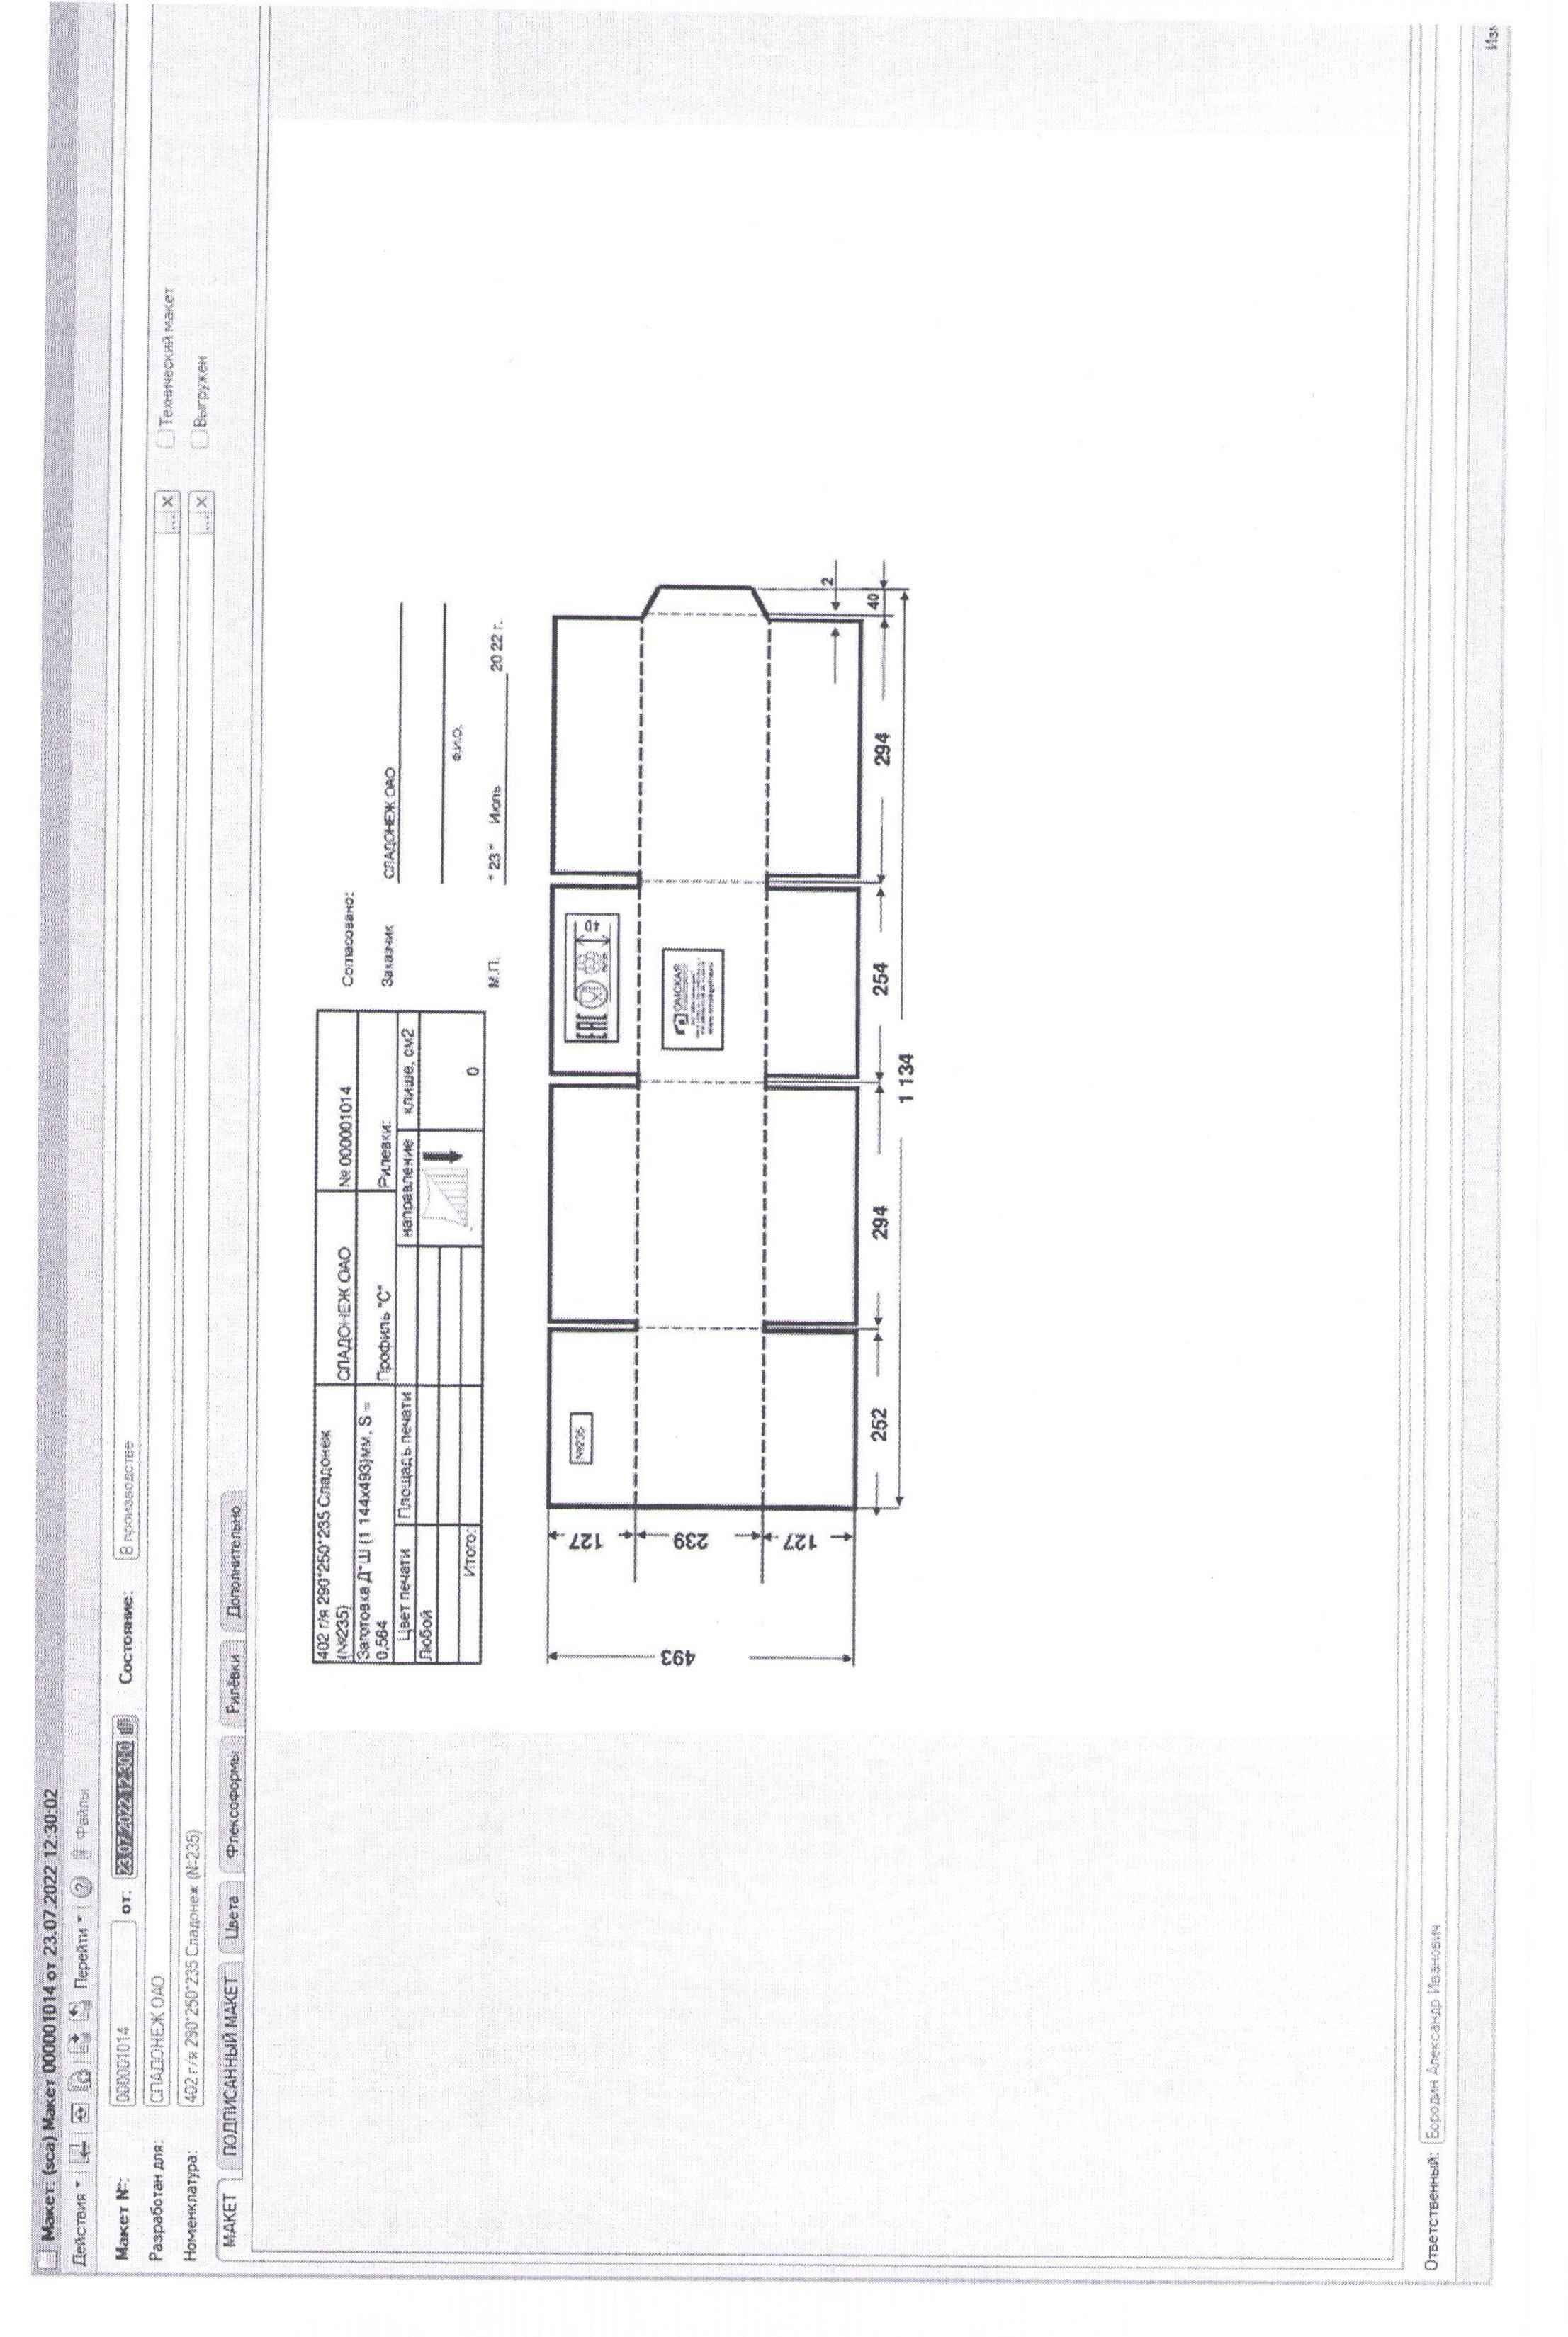 Макет: (sca) Макет 000001014 от 23.07.2022 12:30:02
Действия
Перейти
Файлы
Макет №: 000001014 от: 23.07.2022 12:30:0 Состояние: В производстве
Разработан для: СЛАДОНЕЖ ОАО ... X Технический макет
Номенклатура: 402 г/я 290*250*235 Сладонеж (№235) ... X Выгружен
МАКЕТ ПОДПИСАННЫЙ МАКЕТ Цвета Флексоформы Рилёвки Дополнительно
402 г/я 290*250*235 Сладонеж (№235) СЛАДОНЕЖ ОАО № 000001014
Заготовка Д*Ш (1 144х493)мм, S = 0,564 Профиль "С" Рилевки:
Цвет печати Площадь печати направление клише, см2
Любой
Итого: 0
Согласовано:
Заказчик СЛАДОНЕЖ ОАО
Ф.И.О.
М.П. " 23 " Июль 20 22 г.
№235
EAC
ОМСКАЯ
127
239
127
493
252
294
254
294
40
2
1 134
Ответственный: Бородин Александр Иванович
Изм